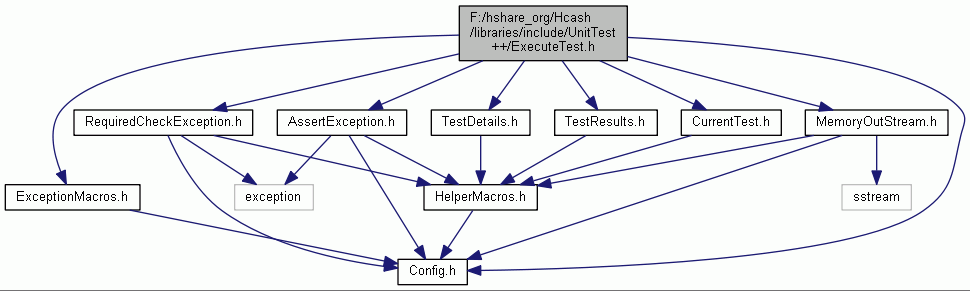 F:/hshare_org/Hcash
/libraries/include/UnitTest
++/ExecuteTest.h
RequiredCheckException.h
AssertException.h
TestDetails.h
TestResults.h
CurrentTest.h
MemoryOutStream.h
ExceptionMacros.h
exception
HelperMacros.h
sstream
Config.h